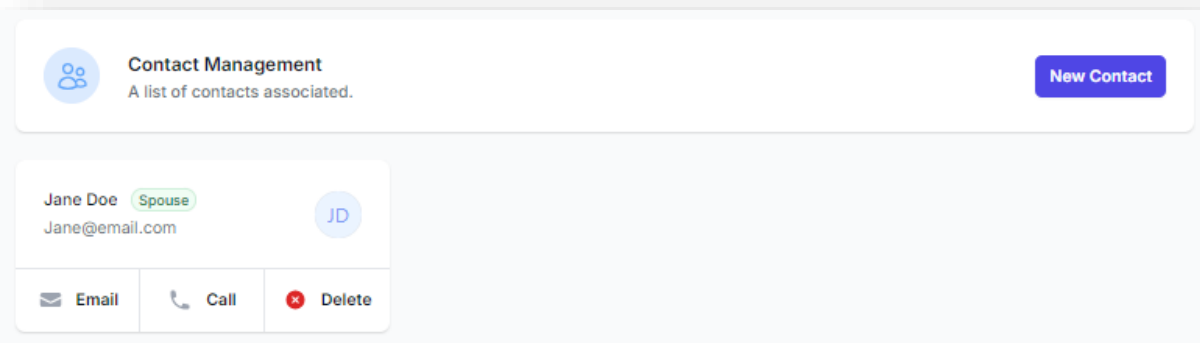 Contact Management
A list of contacts associated.
New Contact
Jane Doe Spouse
Jane@email.com
JD
Email Call Delete